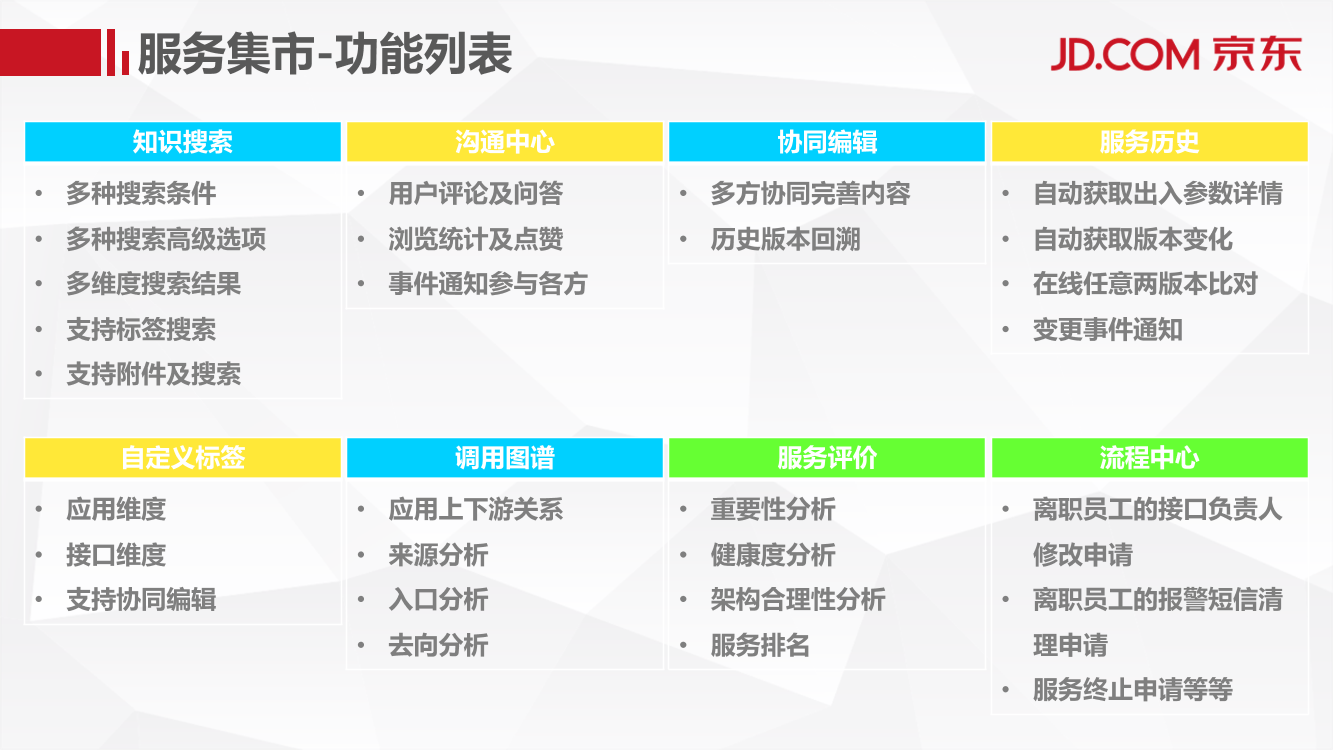 服务集市-功能列表
JD.COM 京东
知识搜索
• 多种搜索条件
• 多种搜索高级选项
• 多维度搜索结果
• 支持标签搜索
• 支持附件及搜索
沟通中心
• 用户评论及问答
• 浏览统计及点赞
• 事件通知参与各方
协同编辑
• 多方协同完善内容
• 历史版本回溯
服务历史
• 自动获取出入参数详情
• 自动获取版本变化
• 在线任意两版本比对
• 变更事件通知
自定义标签
• 应用维度
• 接口维度
• 支持协同编辑
调用图谱
• 应用上下游关系
• 来源分析
• 入口分析
• 去向分析
服务评价
• 重要性分析
• 健康度分析
• 架构合理性分析
• 服务排名
流程中心
• 离职员工的接口负责人
修改申请
• 离职员工的报警短信清
理申请
• 服务终止申请等等